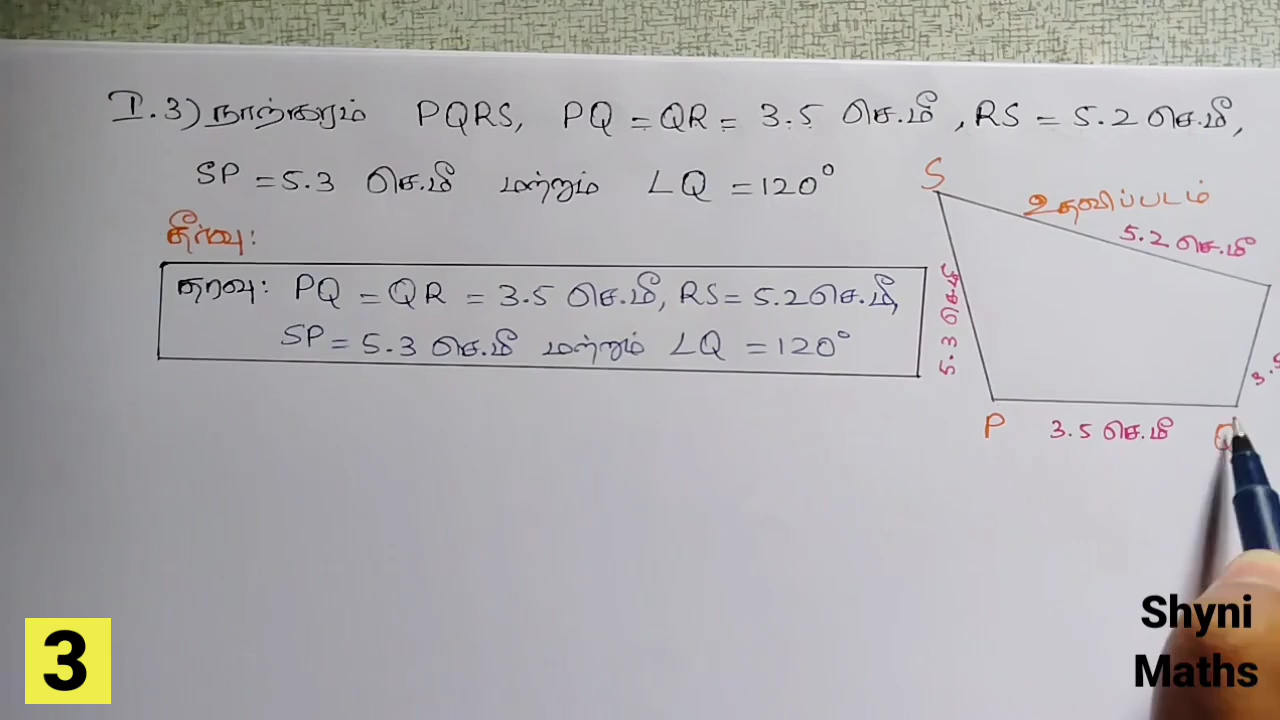 I.3) நாற்கரம் PQRS, PQ = QR = 3.5 செ.மீ, RS = 5.2 செ.மீ,
SP = 5.3 செ.மீ மற்றும் ∠Q = 120°
தீர்வு:
உதவிப்படம்
தரவு: PQ = QR = 3.5 செ.மீ, RS = 5.2 செ.மீ,
SP = 5.3 செ.மீ மற்றும் ∠Q = 120°
S
5.2 செ.மீ
5.3 செ.மீ
P
3.5 செ.மீ
Q
3
Shyni
Maths